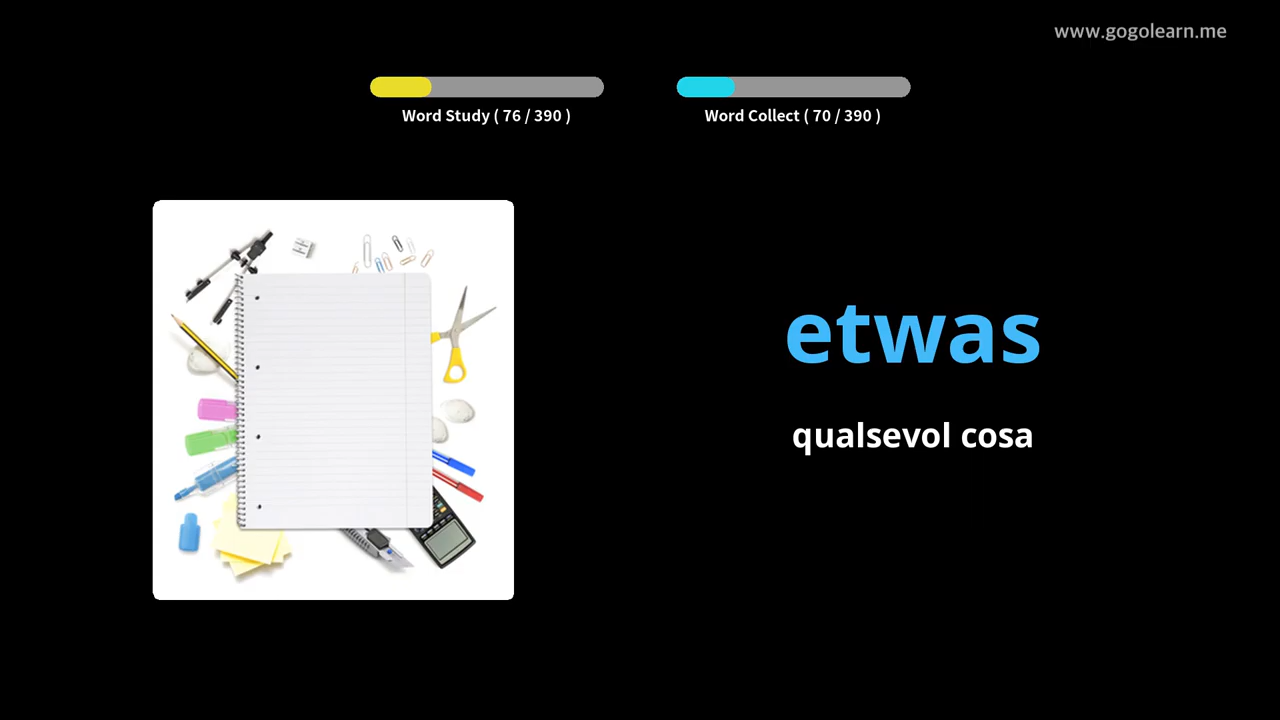 www.gogolearn.me
Word Study ( 76 / 390 )
Word Collect ( 70 / 390 )
etwas
qualsevol cosa